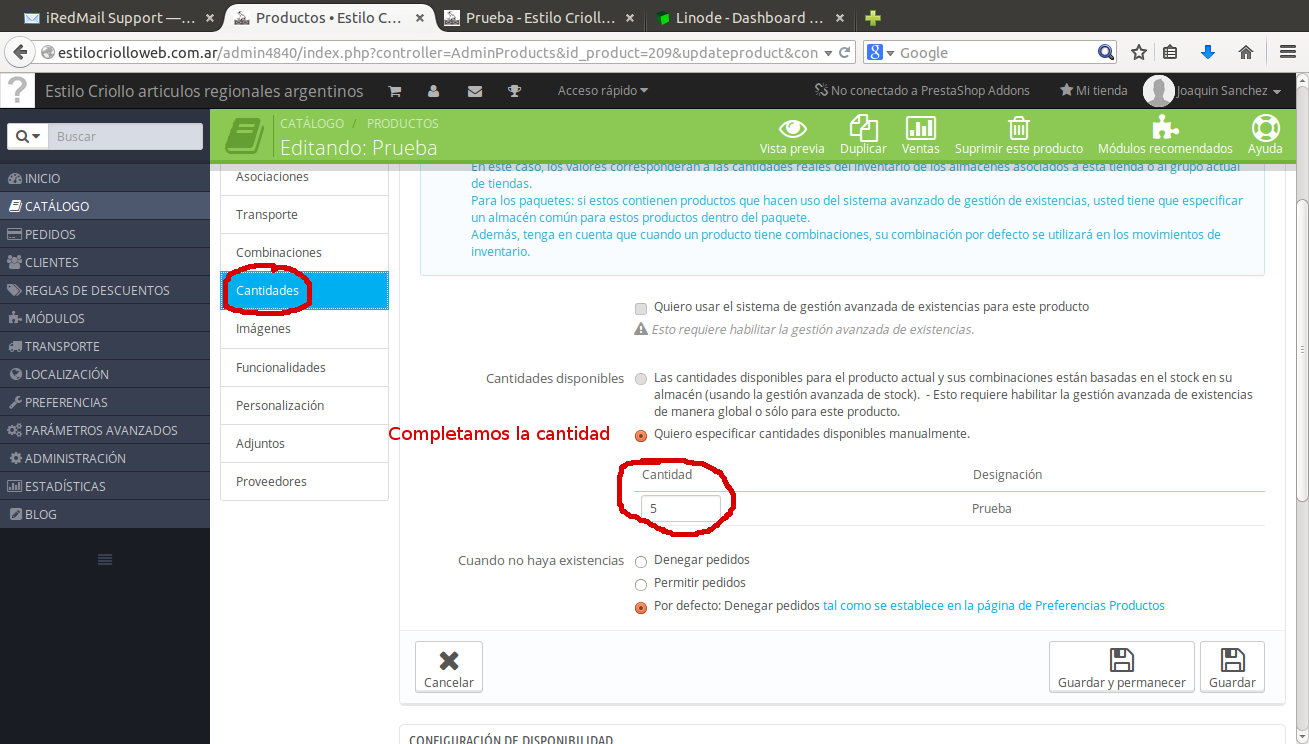 iRedMail Support —...
Productos • Estilo C...
Prueba - Estilo Crioll...
Linode - Dashboard ...
estilocriolloweb.com.ar/admin4840/index.php?controller=AdminProducts&id_product=209&updateproduct&con
Google
Estilo Criollo articulos regionales argentinos
Acceso rápido
No conectado a PrestaShop Addons
Mi tienda
Joaquin Sanchez
Buscar
CATÁLOGO / PRODUCTOS
Editando: Prueba
Vista previa
Duplicar
Ventas
Suprimir este producto
Módulos recomendados
Ayuda
INICIO
CATÁLOGO
PEDIDOS
CLIENTES
REGLAS DE DESCUENTOS
MÓDULOS
TRANSPORTE
LOCALIZACIÓN
PREFERENCIAS
PARÁMETROS AVANZADOS
ADMINISTRACIÓN
ESTADÍSTICAS
BLOG
Asociaciones
Transporte
Combinaciones
Cantidades
Imágenes
Funcionalidades
Personalización
Adjuntos
Proveedores
En este caso, los valores corresponderán a las cantidades reales del inventario de los almacenes asociados a esta tienda o al grupo actual
de tiendas.
Para los paquetes: si estos contienen productos que hacen uso del sistema avanzado de gestión de existencias, usted tiene que especificar
un almacén común para estos productos dentro del paquete.
Además, tenga en cuenta que cuando un producto tiene combinaciones, su combinación por defecto se utilizará en los movimientos de
inventario.
Quiero usar el sistema de gestión avanzada de existencias para este producto
Esto requiere habilitar la gestión avanzada de existencias.
Cantidades disponibles
Las cantidades disponibles para el producto actual y sus combinaciones están basadas en el stock en su
almacén (usando la gestión avanzada de stock). - Esto requiere habilitar la gestión avanzada de existencias
de manera global o sólo para este producto.
Completamos la cantidad
Quiero especificar cantidades disponibles manualmente.
Cantidad
Designación
5
Prueba
Cuando no haya existencias
Denegar pedidos
Permitir pedidos
Por defecto: Denegar pedidos tal como se establece en la página de Preferencias Productos
Cancelar
Guardar y permanecer
Guardar
CONFIGURACIÓN DE DISPONIBILIDAD